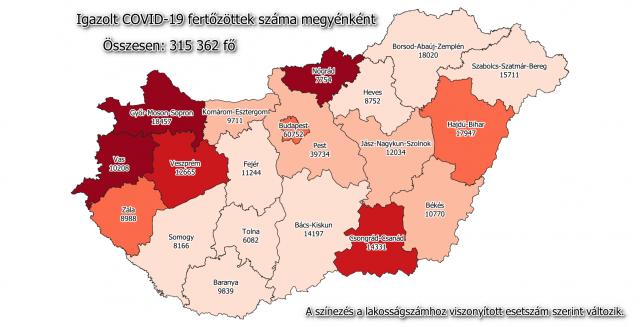 Igazolt COVID-19 fertőzöttek száma megyénként
Összesen: 315 362 fő
Borsod-Abaúj-Zemplén
18020
Szabolcs-Szatmár-Bereg
15711
Nógrád
7754
Heves
8752
Győr-Moson-Sopron
18457
Komárom-Esztergom
9711
Budapest
60752
Hajdú-Bihar
17947
Pest
39734
Jász-Nagykun-Szolnok
12034
Vas
10208
Veszprém
12665
Fejér
11244
Zala
8988
Békés
10770
Bács-Kiskun
14197
Csongrád-Csanád
14331
Somogy
8166
Tolna
6082
Baranya
9839
A színezés a lakosságszámhoz viszonyított esetszám szerint változik.